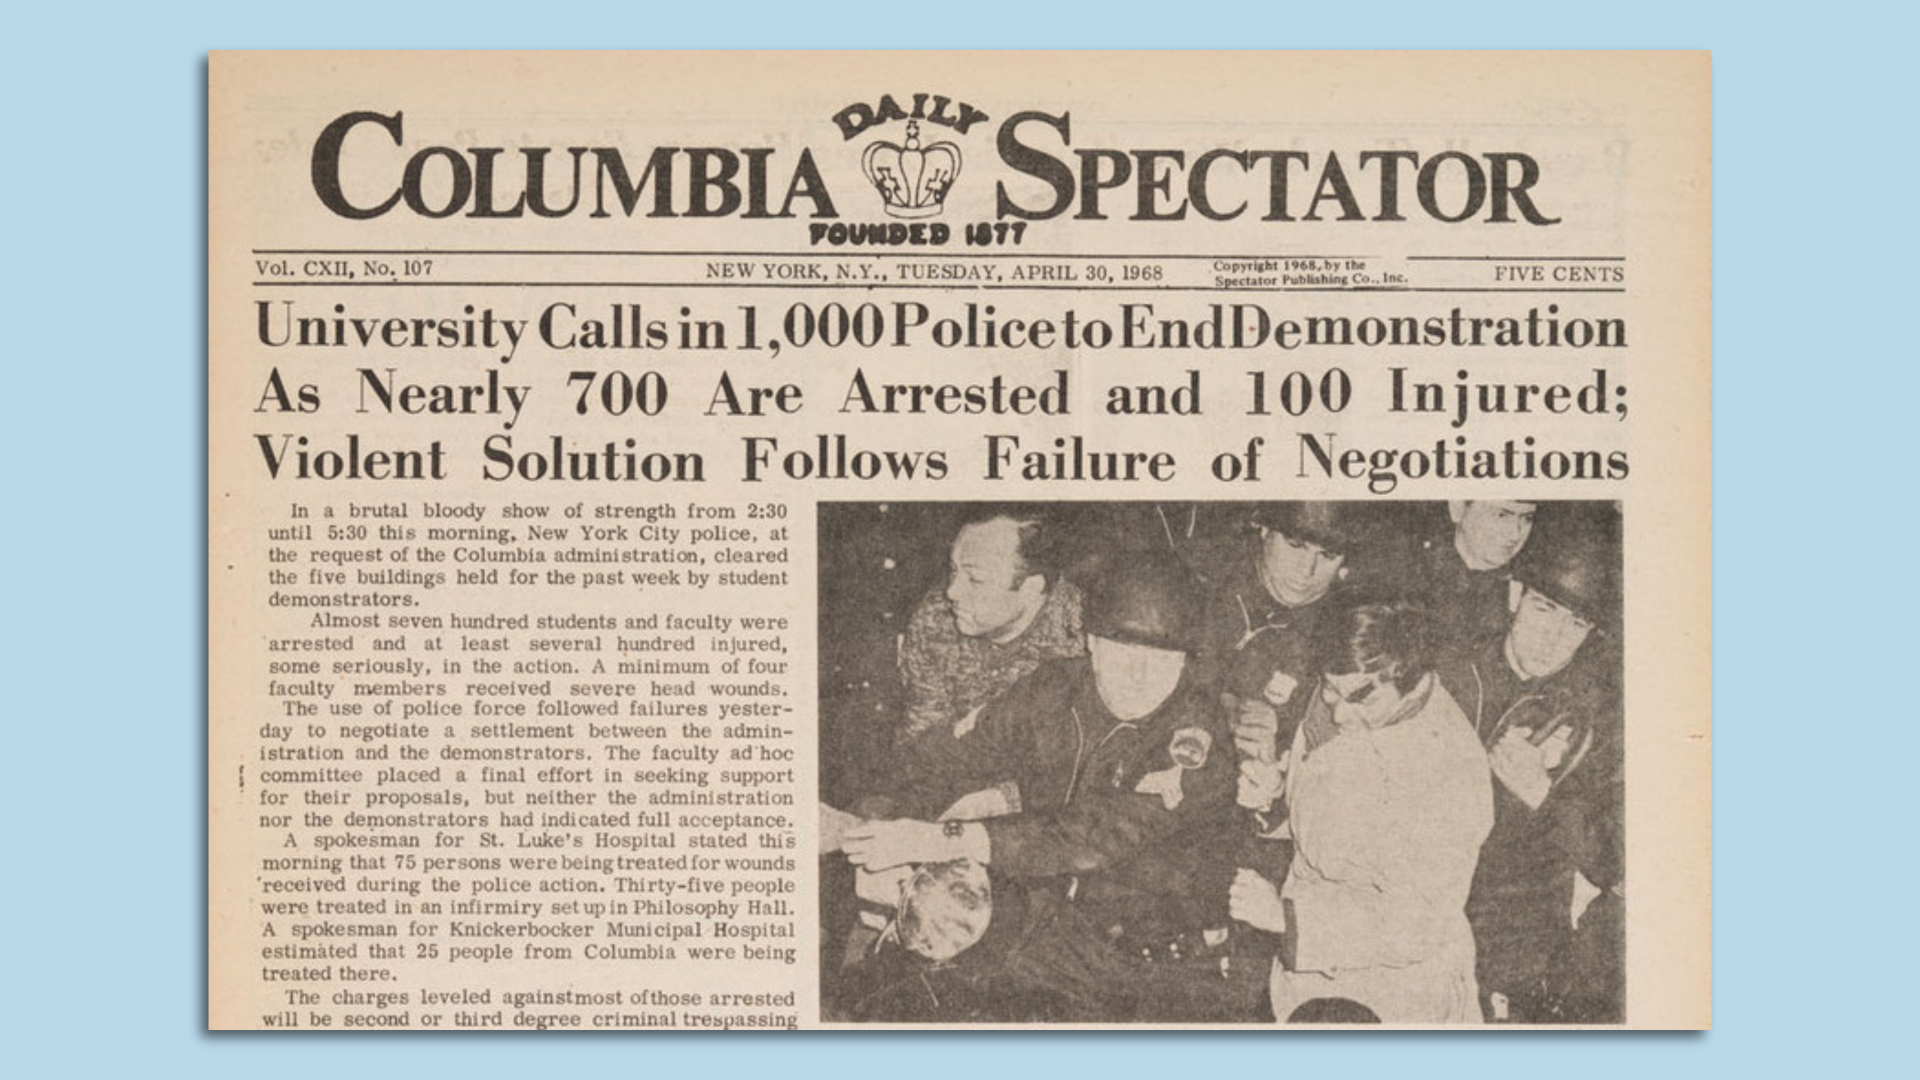 DAILY
COLUMBIA SPECTATOR
FOUNDED 1877
Vol. CXII, No. 107 NEW YORK, N.Y., TUESDAY, APRIL 30, 1968 Copyright 1968, by the Spectator Publishing Co., Inc. FIVE CENTS
University Calls in 1,000 Police to End Demonstration
As Nearly 700 Are Arrested and 100 Injured;
Violent Solution Follows Failure of Negotiations
In a brutal bloody show of strength from 2:30
until 5:30 this morning, New York City police, at
the request of the Columbia administration, cleared
the five buildings held for the past week by student
demonstrators.
Almost seven hundred students and faculty were
arrested and at least several hundred injured,
some seriously, in the action. A minimum of four
faculty members received severe head wounds.
The use of police force followed failures yester-
day to negotiate a settlement between the admin-
istration and the demonstrators. The faculty ad hoc
committee placed a final effort in seeking support
for their proposals, but neither the administration
nor the demonstrators had indicated full acceptance.
A spokesman for St. Luke's Hospital stated this
morning that 75 persons were being treated for wounds
received during the police action. Thirty-five people
were treated in an infirmiry set up in Philosophy Hall.
A spokesman for Knickerbocker Municipal Hospital
estimated that 25 people from Columbia were being
treated there.
The charges leveled against most of those arrested
will be second or third degree criminal trespassing